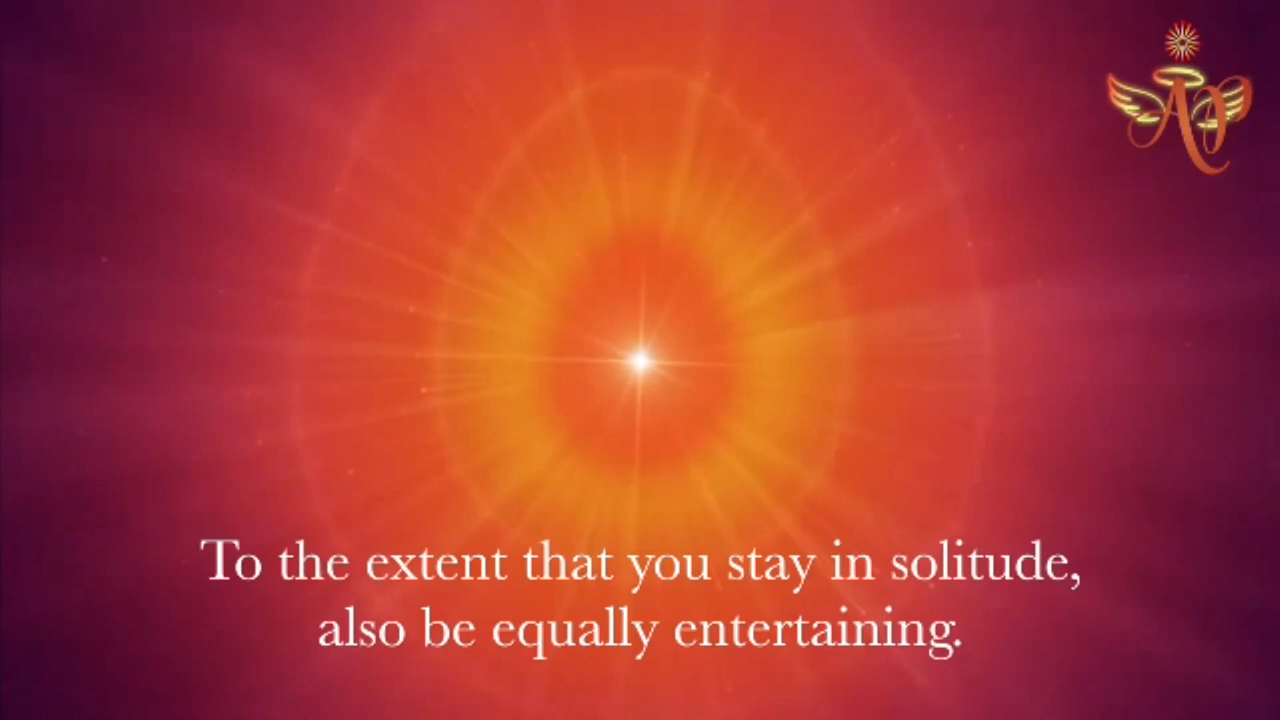 To the extent that you stay in solitude,
also be equally entertaining.